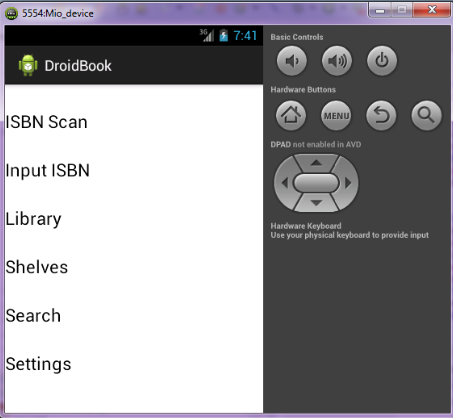 5554:Mio_device
3G 7:41
DroidBook
ISBN Scan
Input ISBN
Library
Shelves
Search
Settings
Basic Controls
Hardware Buttons
MENU
DPAD not enabled in AVD
Hardware Keyboard
Use your physical keyboard to provide input